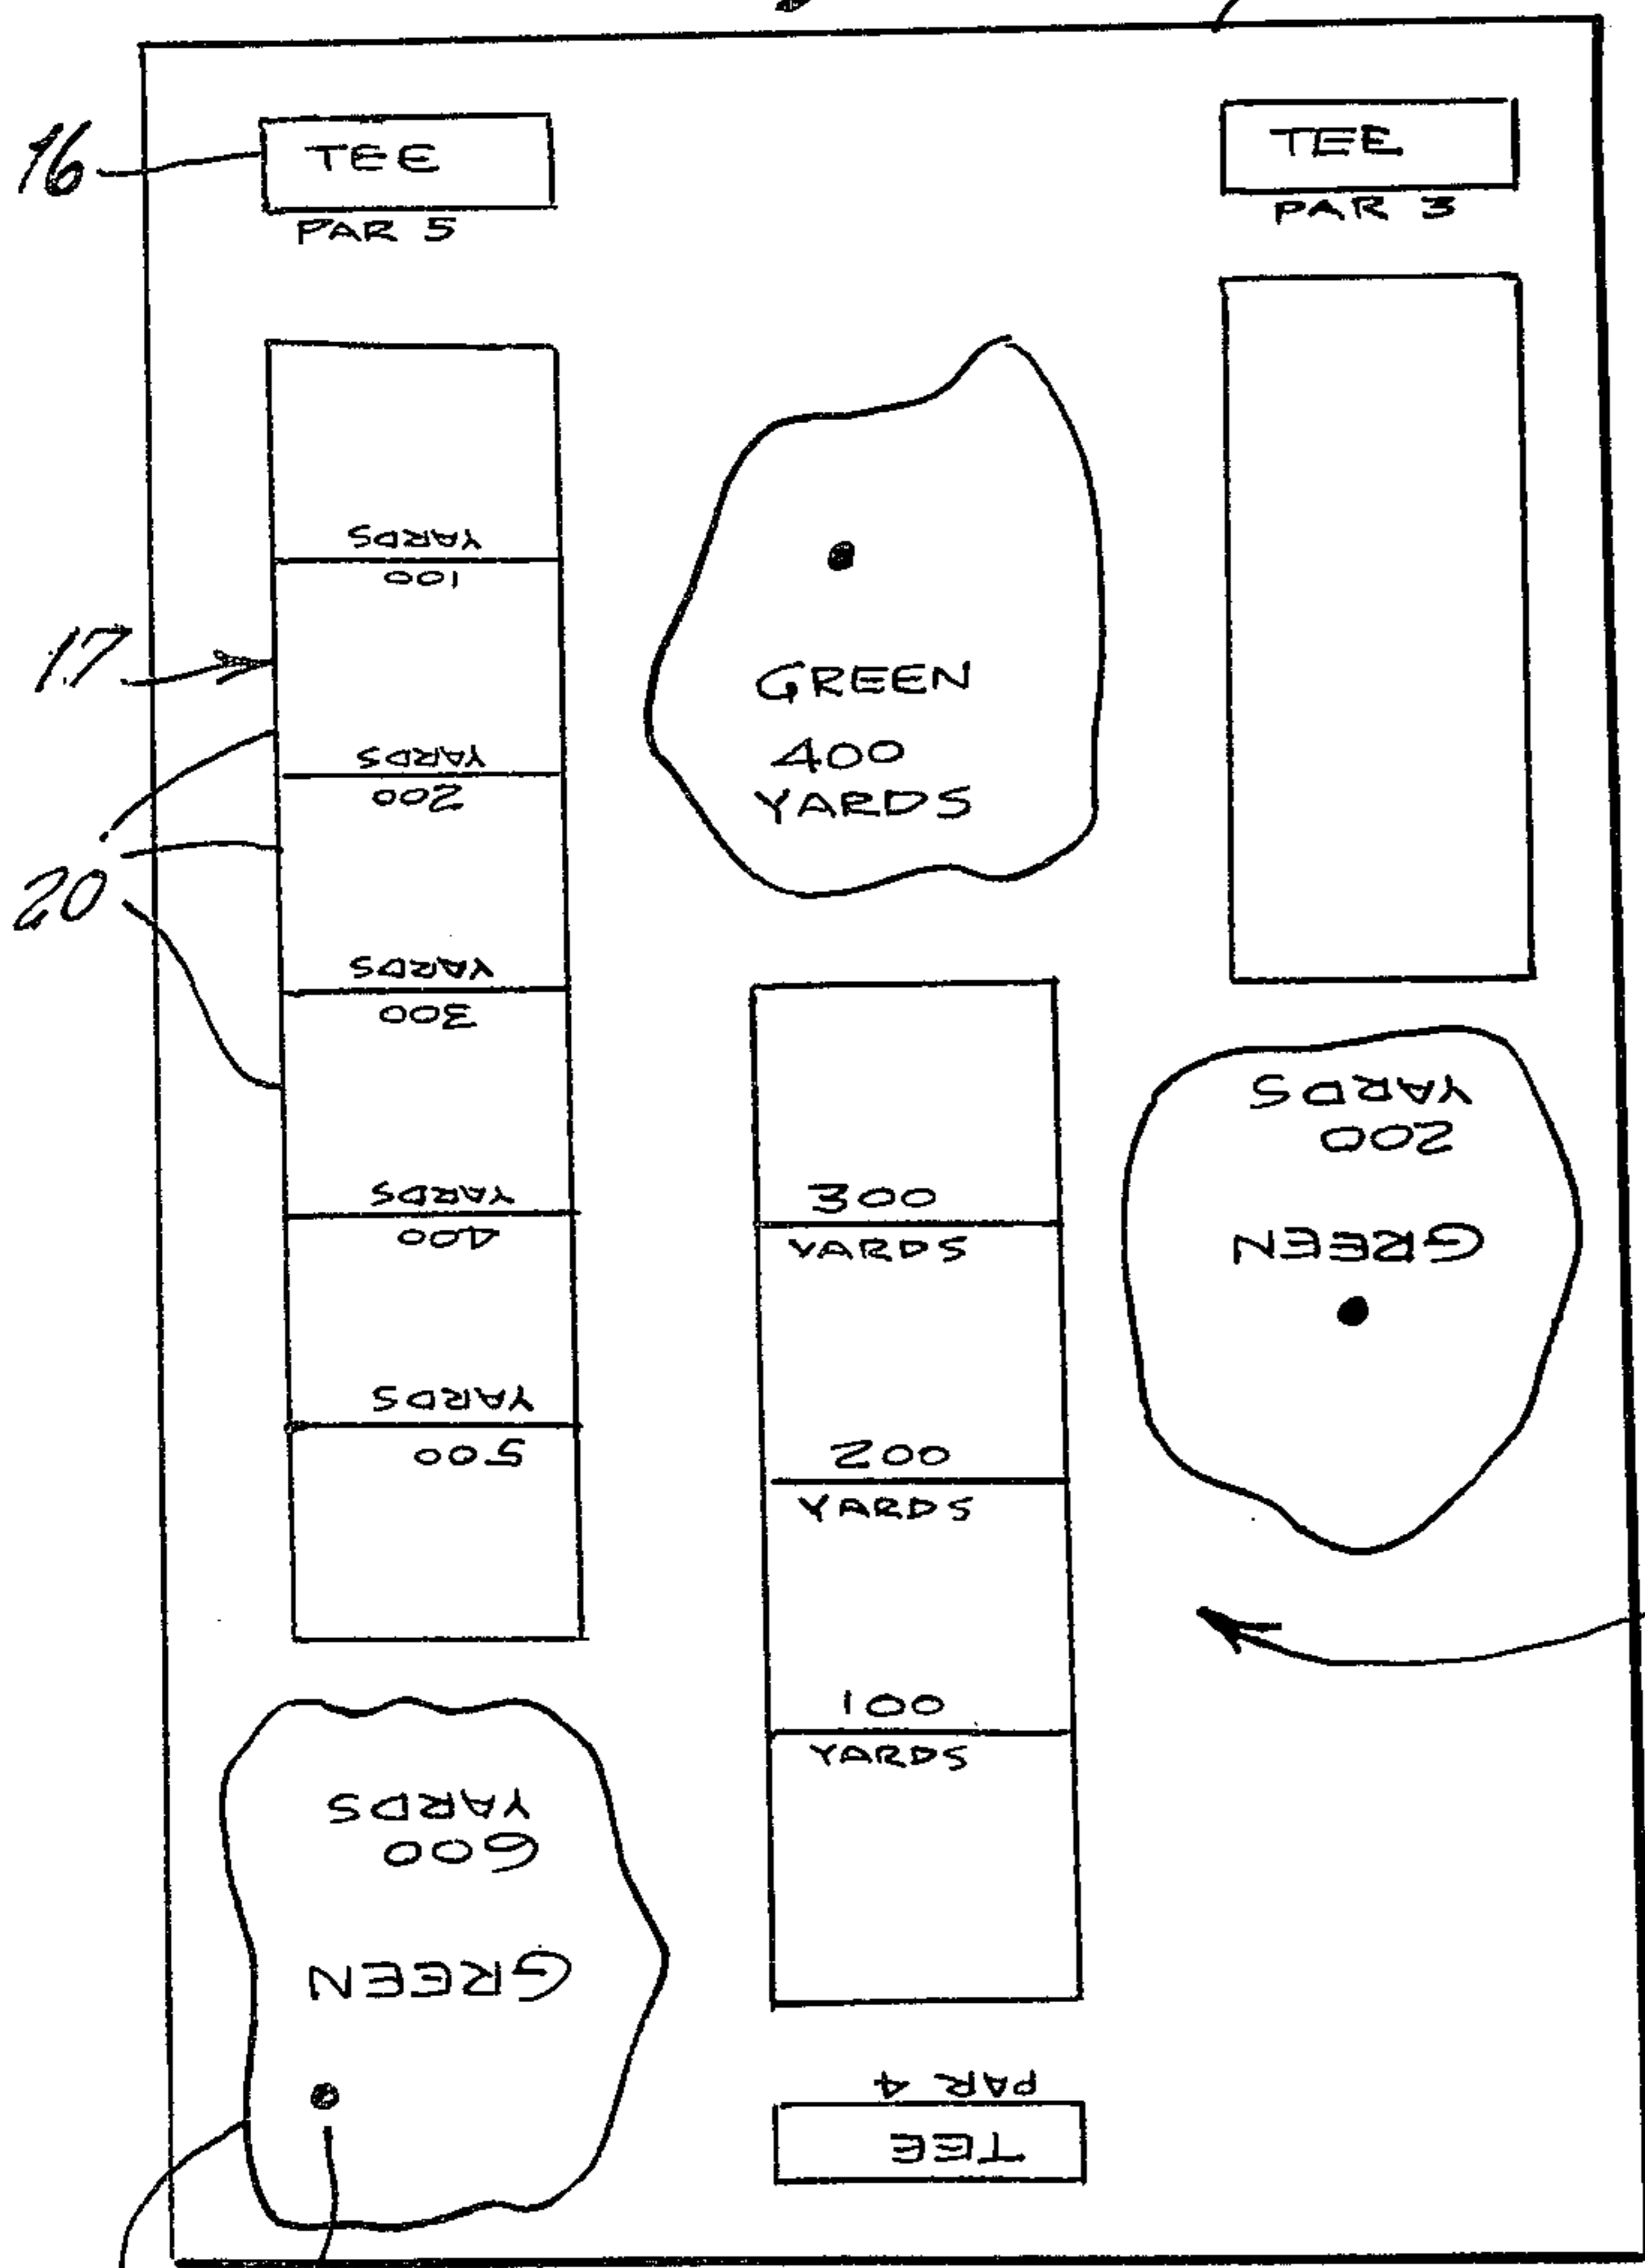 16
TEE
PAR 5
TEE
PAR 3
17
20
YARDS
100
YARDS
200
YARDS
300
YARDS
400
YARDS
500
GREEN
400
YARDS
300
YARDS
200
YARDS
100
YARDS
GREEN
200
YARDS
GREEN
600
YARDS
TEE
PAR 4